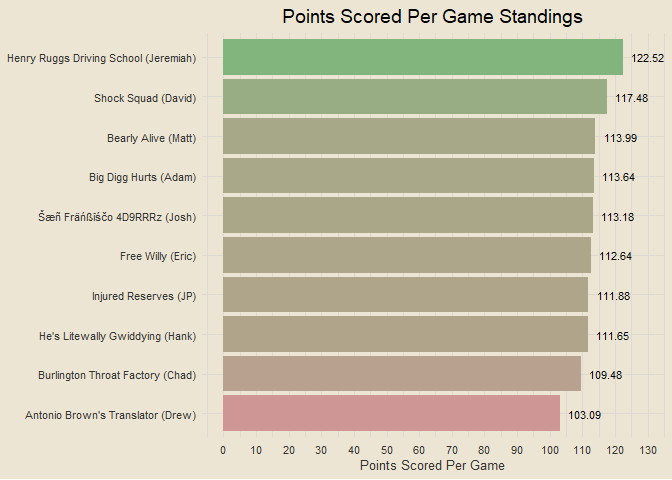 Points Scored Per Game Standings
Henry Ruggs Driving School (Jeremiah)
122.52
Shock Squad (David)
117.48
Bearly Alive (Matt)
113.99
Big Digg Hurts (Adam)
113.64
Šæñ Fráńßïśčo 4D9RRRz (Josh)
113.18
Free Willy (Eric)
112.64
Injured Reserves (JP)
111.88
He's Litewally Gwiddying (Hank)
111.65
Burlington Throat Factory (Chad)
109.48
Antonio Brown's Translator (Drew)
103.09
0 10 20 30 40 50 60 70 80 90 100 110 120 130
Points Scored Per Game